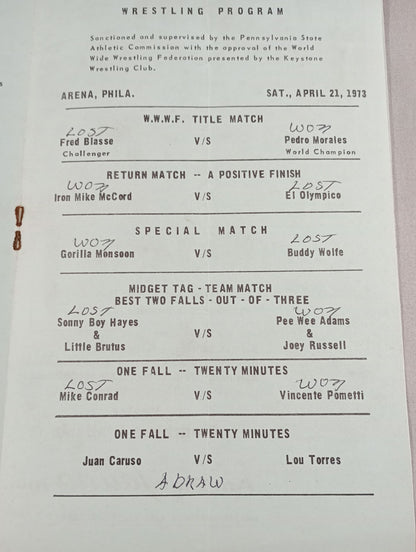 WRESTLING PROGRAM
Sanctioned and supervised by the Pennsylvania State
Athletic Commission with the approval of the World
Wide Wrestling Federation presented by the Keystone
Wrestling Club.
ARENA, PHILA. SAT., APRIL 21, 1973
W.W.W.F. TITLE MATCH
LOST WON
Fred Blasse V/S Pedro Morales
Challenger World Champion
RETURN MATCH -- A POSITIVE FINISH
WON LOST
Iron Mike McCord V/S El Olympico
SPECIAL MATCH
WON LOST
Gorilla Monsoon V/S Buddy Wolfe
MIDGET TAG - TEAM MATCH
BEST TWO FALLS - OUT - OF - THREE
LOST WON
Sonny Boy Hayes Pee Wee Adams
& V/S &
Little Brutus Joey Russell
ONE FALL -- TWENTY MINUTES
LOST WON
Mike Conrad V/S Vincente Pometti
ONE FALL -- TWENTY MINUTES
Juan Caruso V/S Lou Torres
A DRAW